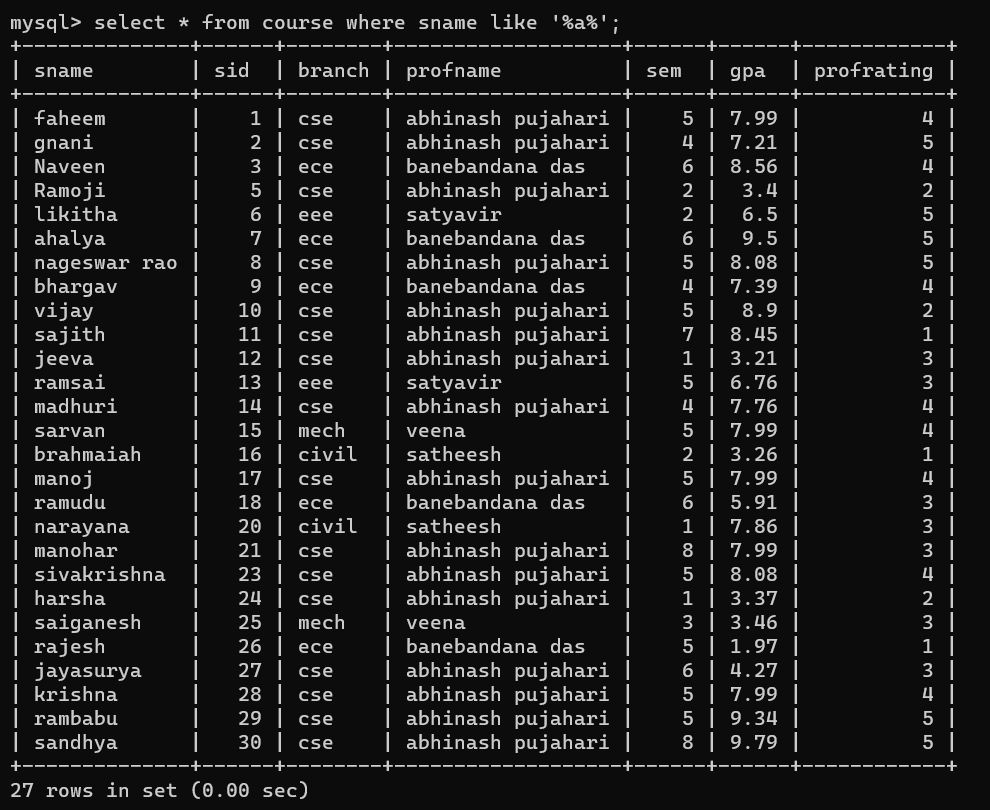 mysql> select * from course where sname like '%a%';
+--------------+------+--------+-------------------+------+------+------------+
| sname        | sid  | branch | profname          | sem  | gpa  | profrating |
+--------------+------+--------+-------------------+------+------+------------+
| faheem       |    1 | cse    | abhinash pujahari |    5 | 7.99 |          4 |
| gnani        |    2 | cse    | abhinash pujahari |    4 | 7.21 |          5 |
| Naveen       |    3 | ece    | banebandana das   |    6 | 8.56 |          4 |
| Ramoji       |    5 | cse    | abhinash pujahari |    2 |  3.4 |          2 |
| likitha      |    6 | eee    | satyavir          |    2 |  6.5 |          5 |
| ahalya       |    7 | ece    | banebandana das   |    6 |  9.5 |          5 |
| nageswar rao |    8 | cse    | abhinash pujahari |    5 | 8.08 |          5 |
| bhargav      |    9 | ece    | banebandana das   |    4 | 7.39 |          4 |
| vijay        |   10 | cse    | abhinash pujahari |    5 |  8.9 |          2 |
| sajith       |   11 | cse    | abhinash pujahari |    7 | 8.45 |          1 |
| jeeva        |   12 | cse    | abhinash pujahari |    1 | 3.21 |          3 |
| ramsai       |   13 | eee    | satyavir          |    5 | 6.76 |          3 |
| madhuri      |   14 | cse    | abhinash pujahari |    4 | 7.76 |          4 |
| sarvan       |   15 | mech   | veena             |    5 | 7.99 |          4 |
| brahmaiah    |   16 | civil  | satheesh          |    2 | 3.26 |          1 |
| manoj        |   17 | cse    | abhinash pujahari |    5 | 7.99 |          4 |
| ramudu       |   18 | ece    | banebandana das   |    6 | 5.91 |          3 |
| narayana     |   20 | civil  | satheesh          |    1 | 7.86 |          3 |
| manohar      |   21 | cse    | abhinash pujahari |    8 | 7.99 |          3 |
| sivakrishna  |   23 | cse    | abhinash pujahari |    5 | 8.08 |          4 |
| harsha       |   24 | cse    | abhinash pujahari |    1 | 3.37 |          2 |
| saiganesh    |   25 | mech   | veena             |    3 | 3.46 |          3 |
| rajesh       |   26 | ece    | banebandana das   |    5 | 1.97 |          1 |
| jayasurya    |   27 | cse    | abhinash pujahari |    6 | 4.27 |          3 |
| krishna      |   28 | cse    | abhinash pujahari |    5 | 7.99 |          4 |
| rambabu      |   29 | cse    | abhinash pujahari |    5 | 9.34 |          5 |
| sandhya      |   30 | cse    | abhinash pujahari |    8 | 9.79 |          5 |
+--------------+------+--------+-------------------+------+------+------------+
27 rows in set (0.00 sec)